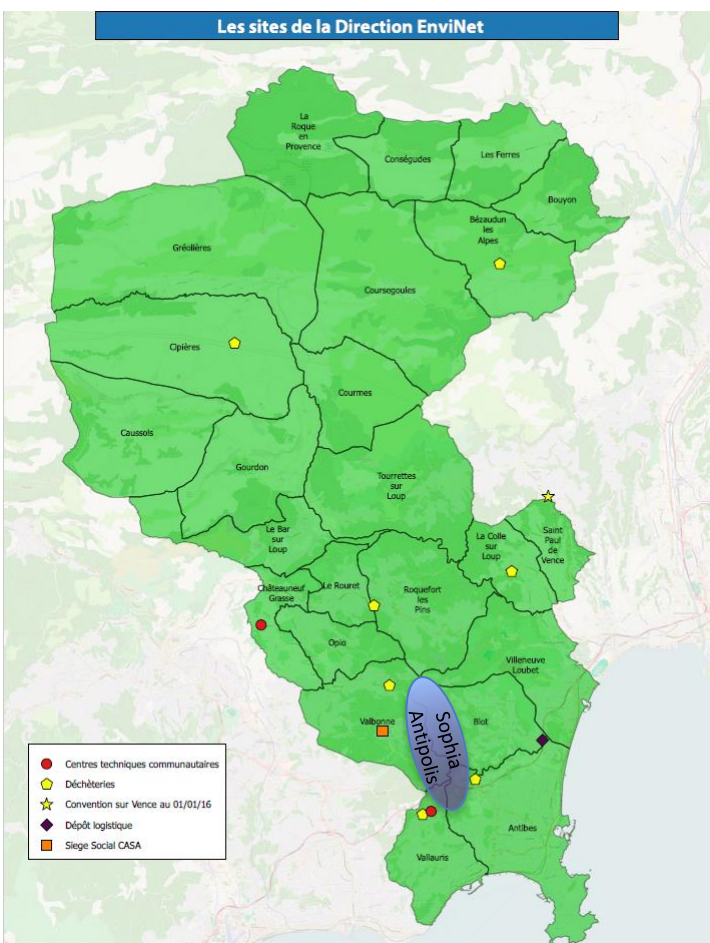 Les sites de la Direction EnviNet
La
Roque
en
Provence
Conségudes
Les Ferres
Bouyon
Bézaudun
les
Alpes
Gréolières
Coursegoules
Cipières
Courmes
Caussols
Gourdon
Tourrettes
sur
Loup
Le Bar
sur
Loup
La Colle
sur
Loup
Saint
Paul
de
Vence
Châteauneuf
Grasse
Le Rouret
Roquefort
les
Pins
Opio
Villeneuve
Loubet
Valbonne
Sophia
Antipolis
Biot
Antibes
Vallauris
Centres techniques communautaires
Déchèteries
Convention sur Vence au 01/01/16
Dépôt logistique
Siege Social CASA